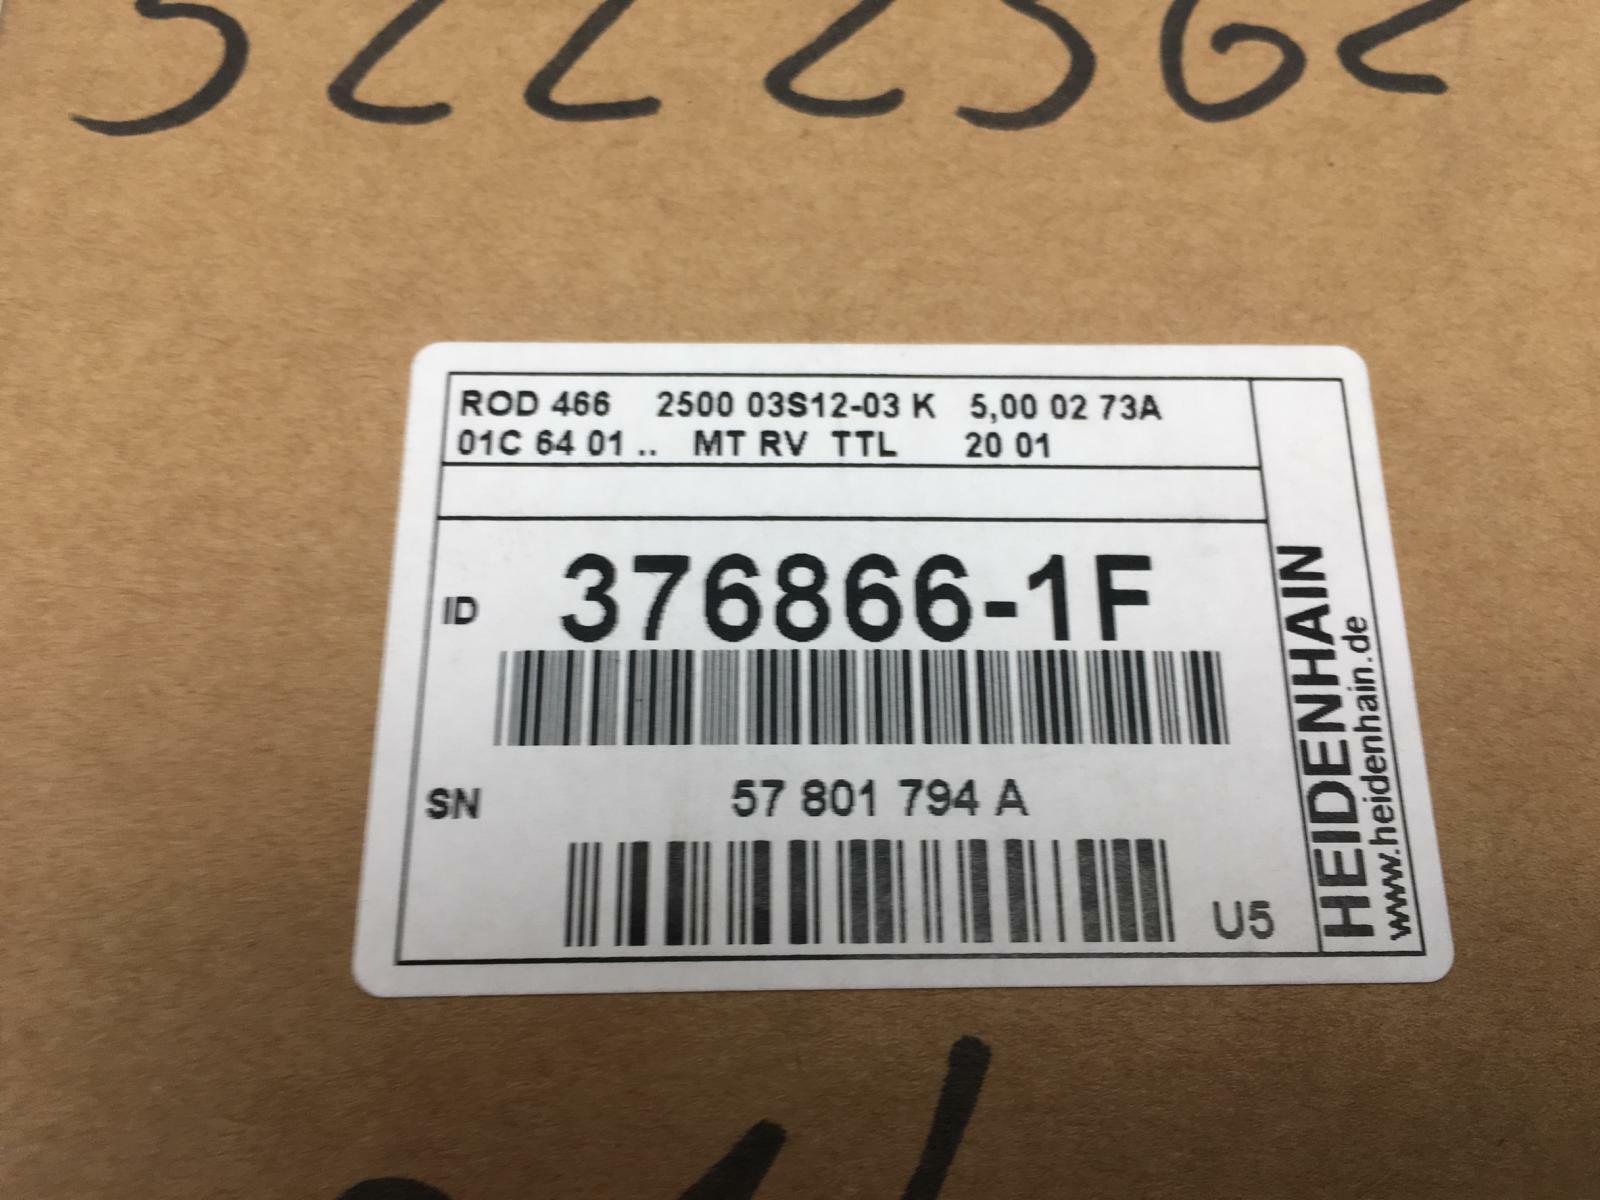 ROD 466 2500 03S12-03 K 5,00 02 73A
01C 64 01 .. MT RV TTL 20 01
ID 376866-1F
SN 57 801 794 A
U5
HEIDENHAIN
www.heidenhain.de